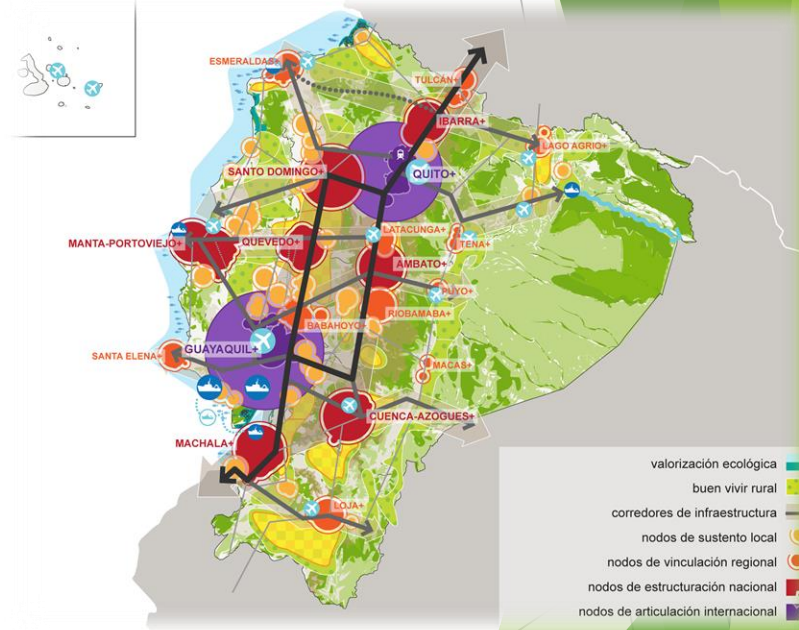 ESMERALDAS+
TULCÁN+
IBARRA+
LAGO AGRIO+
SANTO DOMINGO+
QUITO+
LATACUNGA+
MANTA-PORTOVIEJO+
QUEVEDO+
TENA+
AMBATO+
PUYO+
RIOBAMABA+
BABAHOYO+
GUAYAQUIL+
SANTA ELENA+
MACAS+
CUENCA-AZOGUES+
MACHALA+
LOJA+
valorización ecológica
buen vivir rural
corredores de infraestructura
nodos de sustento local
nodos de vinculación regional
nodos de estructuración nacional
nodos de articulación internacional